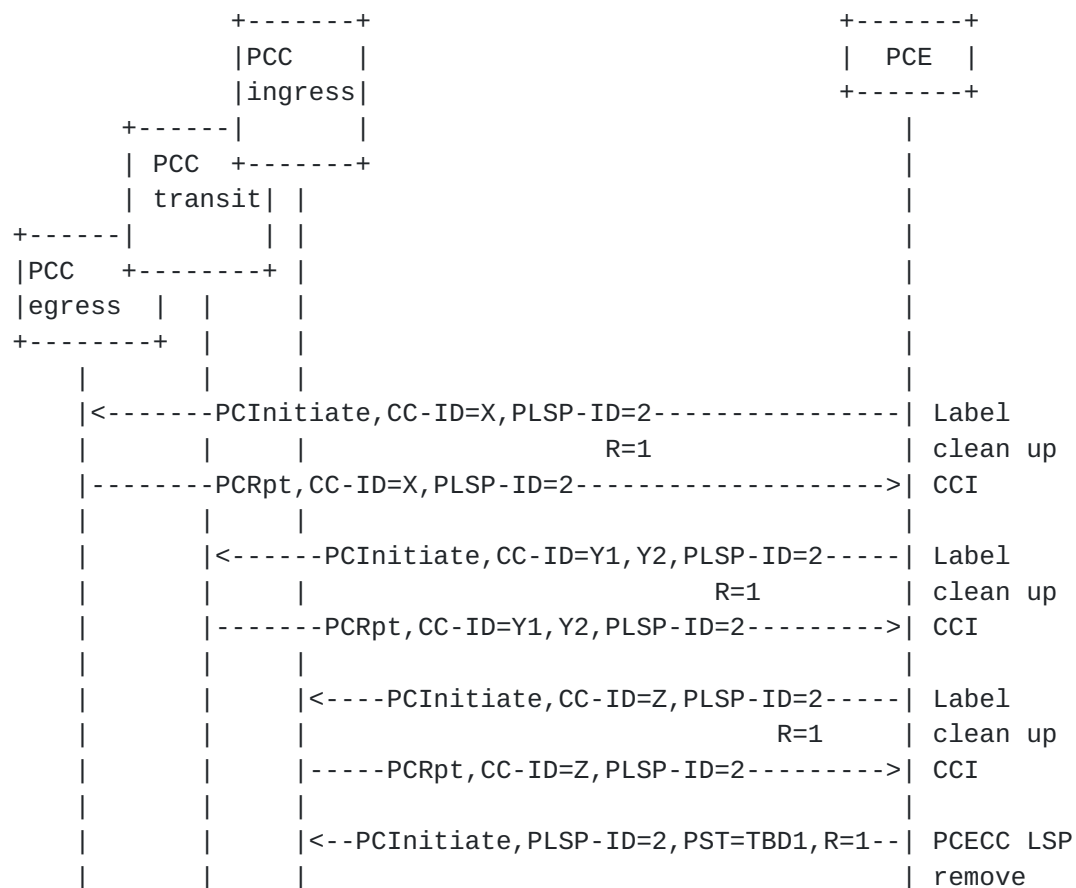 +-------+                              +-------+
|PCC    |                              |  PCE  |
|ingress|                              +-------+
+------|       |                                  |
| PCC  +-------+                                  |
| transit| |                                      |
+------|        | |                                      |
|PCC   +--------+ |                                      |
|egress  |  |     |                                      |
+--------+  |     |                                      |
|       |     |                                      |
|<-------PCInitiate,CC-ID=X,PLSP-ID=2----------------| Label
|       |     |                   R=1                | clean up
|--------PCRpt,CC-ID=X,PLSP-ID=2-------------------->| CCI
|       |     |                                      |
|       |<------PCInitiate,CC-ID=Y1,Y2,PLSP-ID=2-----| Label
|       |     |                          R=1         | clean up
|       |-------PCRpt,CC-ID=Y1,Y2,PLSP-ID=2--------->| CCI
|       |     |                                      |
|       |     |<----PCInitiate,CC-ID=Z,PLSP-ID=2-----| Label
|       |     |                              R=1     | clean up
|       |     |-----PCRpt,CC-ID=Z,PLSP-ID=2--------->| CCI
|       |     |                                      |
|       |     |<--PCInitiate,PLSP-ID=2,PST=TBD1,R=1--| PCECC LSP
|       |     |                                      | remove